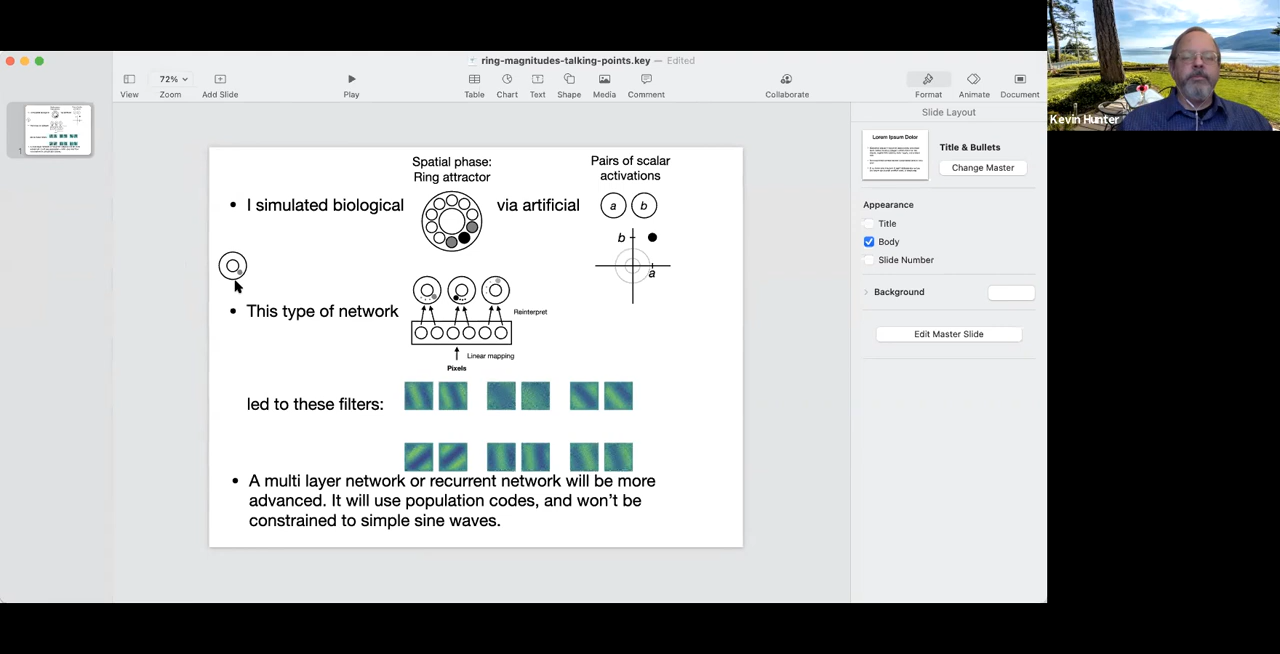 ring-magnitudes-talking-points.key — Edited
72%
View
Zoom
Add Slide
Play
Table
Chart
Text
Shape
Media
Comment
Collaborate
Format
Animate
Document
Kevin Hunter
1
Spatial phase:
Ring attractor
Pairs of scalar
activations
• I simulated biological
via artificial
a
b
b
a
• This type of network
Reinterpret
Linear mapping
Pixels
led to these filters:
• A multi layer network or recurrent network will be more
advanced. It will use population codes, and won't be
constrained to simple sine waves.
Slide Layout
Lorem Ipsum Dolor
Title & Bullets
Change Master
Appearance
Title
Body
Slide Number
Background
Edit Master Slide